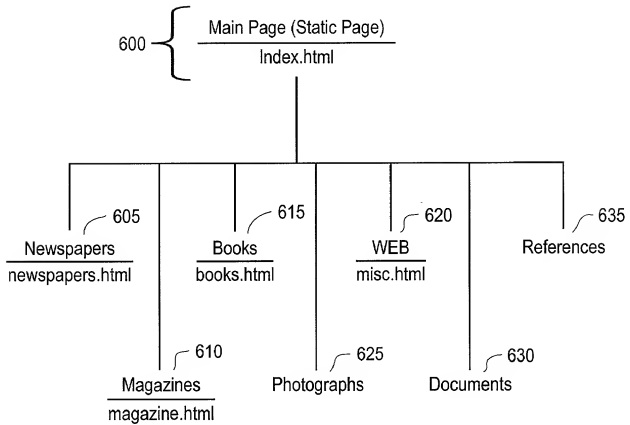 Main Page (Static Page)
600
Index.html
605
615
620
635
Newspapers
Books
WEB
References
newspapers.html
books.html
misc.html
610
625
630
Magazines
Photographs
Documents
magazine.html